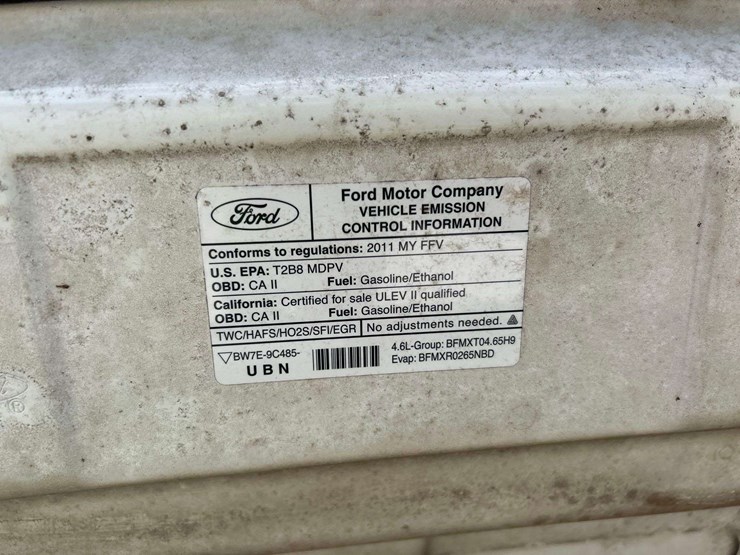 Ford
Ford Motor Company
VEHICLE EMISSION
CONTROL INFORMATION
Conforms to regulations: 2011 MY FFV
U.S. EPA: T2B8 MDPV
OBD: CA II Fuel: Gasoline/Ethanol
California: Certified for sale ULEV II qualified
OBD: CA II Fuel: Gasoline/Ethanol
TWC/HAFS/HO2S/SFI/EGR No adjustments needed.
BW7E-9C485-
UBN
4.6L-Group: BFMXT04.65H9
Evap: BFMXR0265NBD